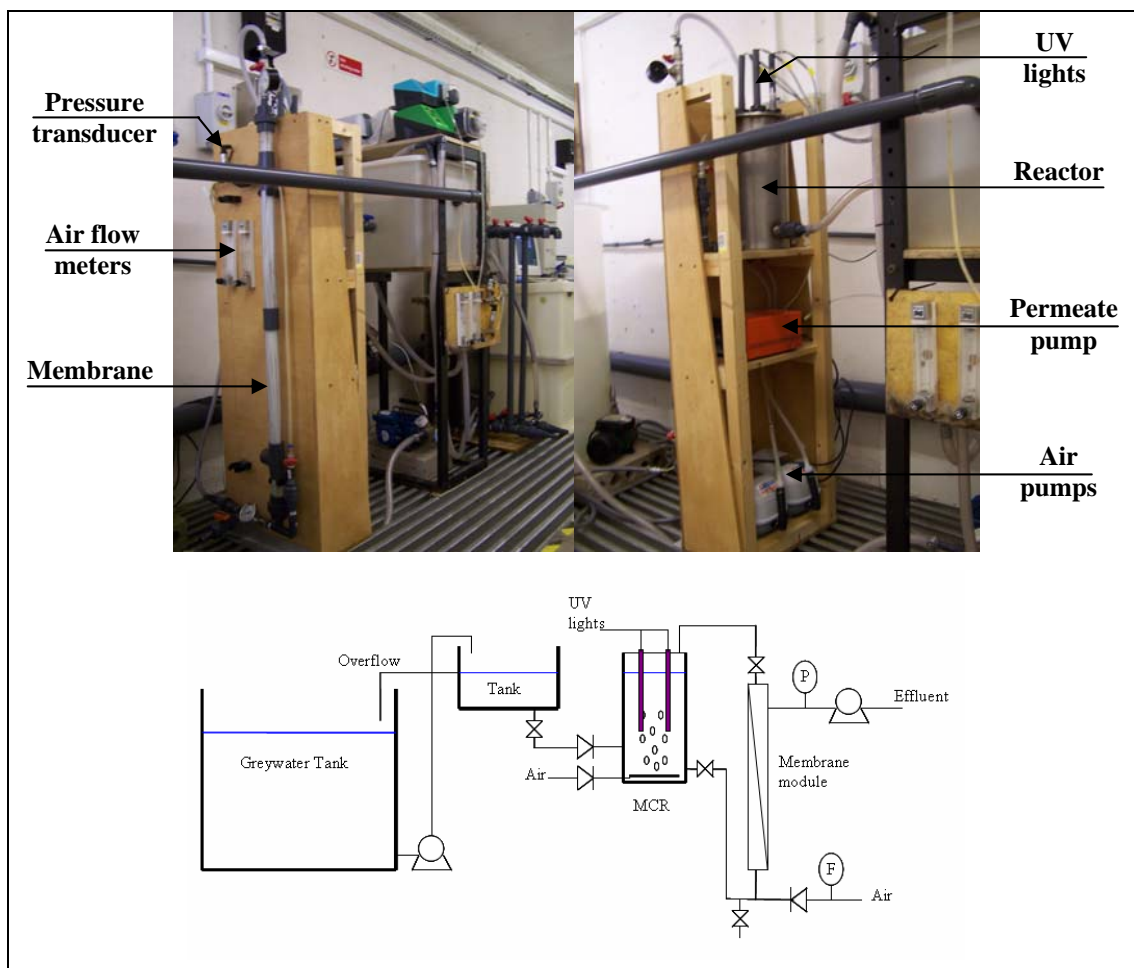 Pressure
transducer
Air flow
meters
Membrane
UV
lights
Reactor
Permeate
pump
Air
pumps
UV
lights
Overflow
Tank
Greywater Tank
Air
MCR
P
Effluent
Membrane
module
F
Air